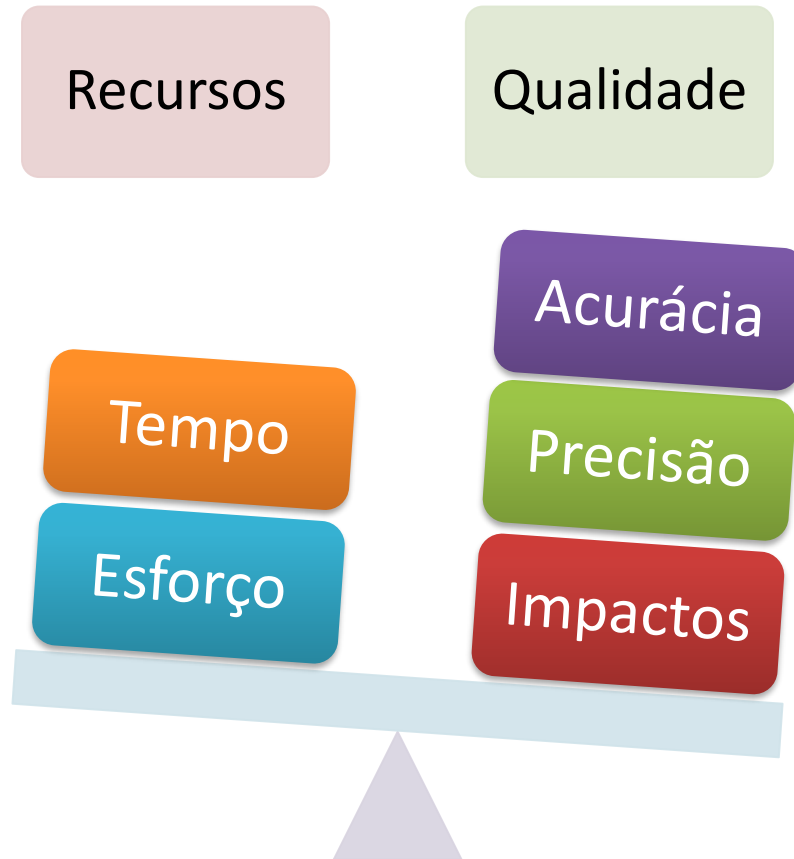 Recursos
Qualidade
Tempo
Esforço
Acurácia
Precisão
Impactos